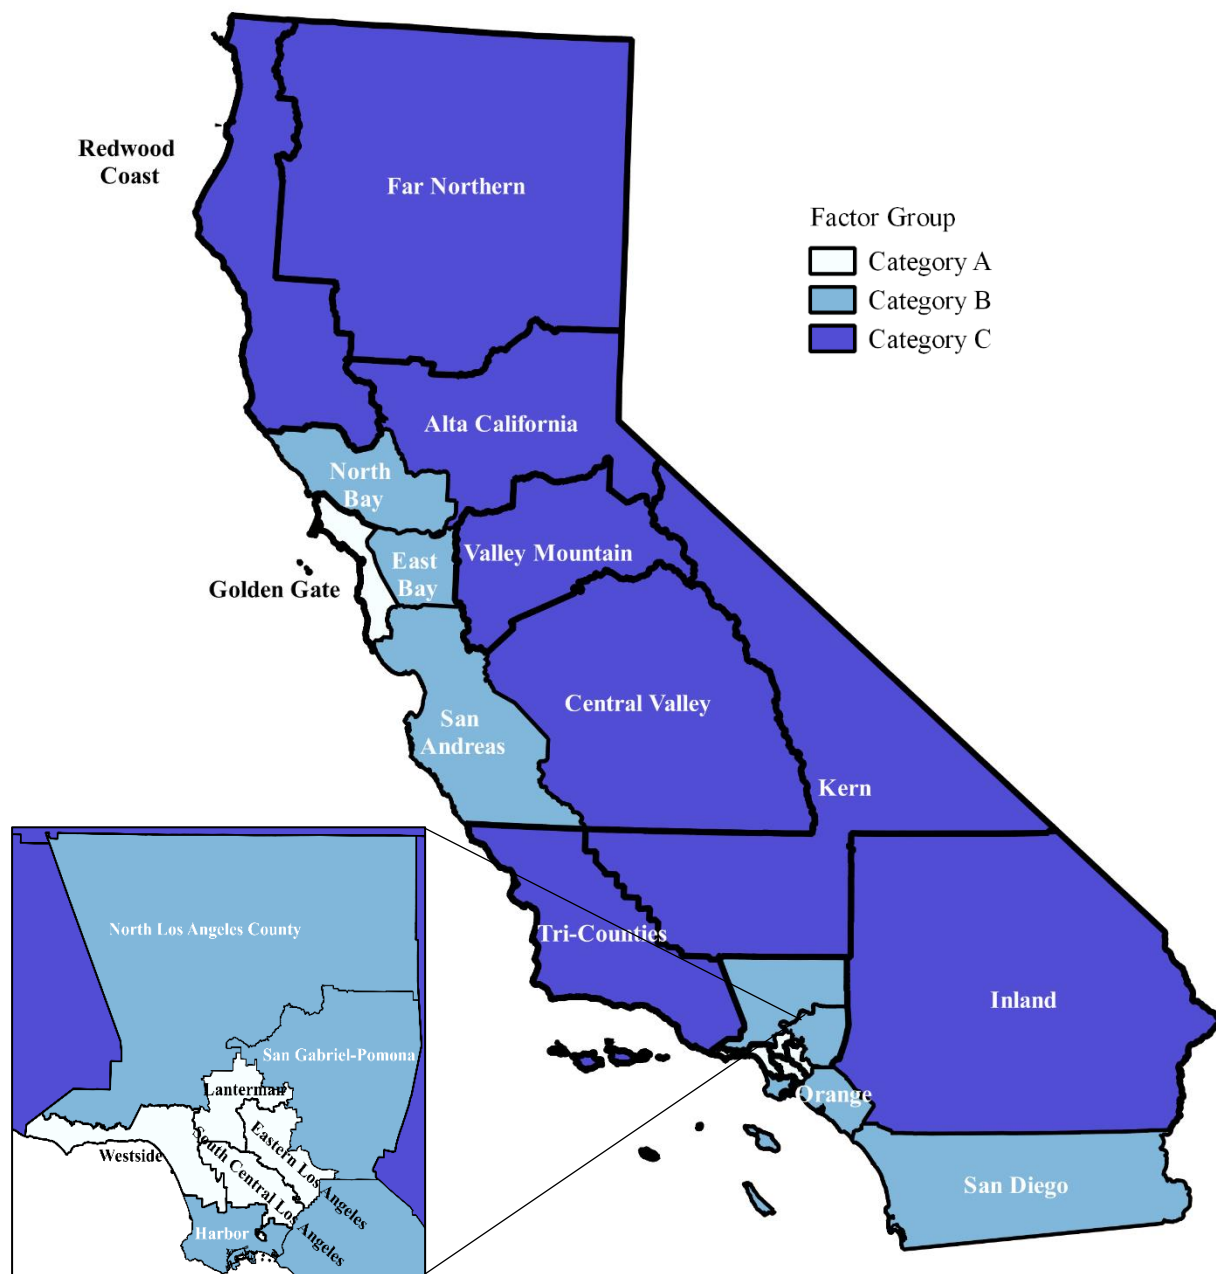 Redwood
Coast
Far Northern
Factor Group
Category A
Category B
Category C
Alta California
North
Bay
East
Bay
Valley Mountain
Golden Gate
Central Valley
San
Andreas
Kern
Tri-Counties
Inland
Orange
San Diego
North Los Angeles County
San Gabriel-Pomona
Lanterman
Westside
South Central Los Angeles
Eastern Los Angeles
Harbor